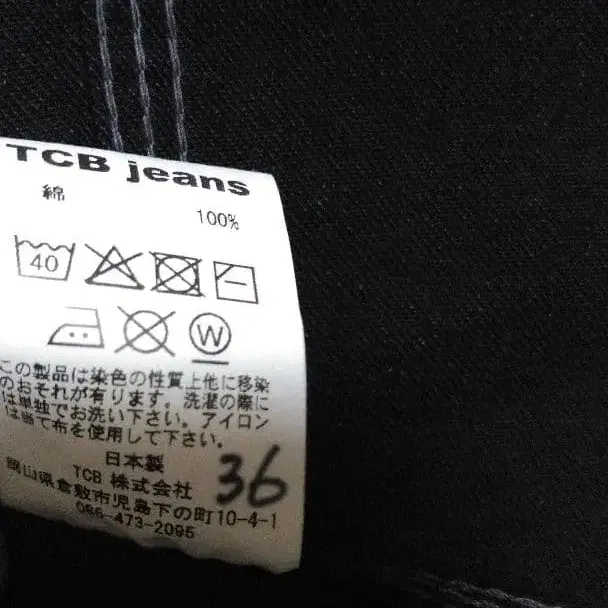 TCB jeans
綿
100%
40
W
この製品は染色の性質上他に移染
のおそれが有ります。洗濯の際に
は単独でお洗い下さい。アイロン
は当て布を使用して下さい。
日本製
TCB 株式会社
36
岡山県倉敷市児島下の町10-4-1
086-473-2095